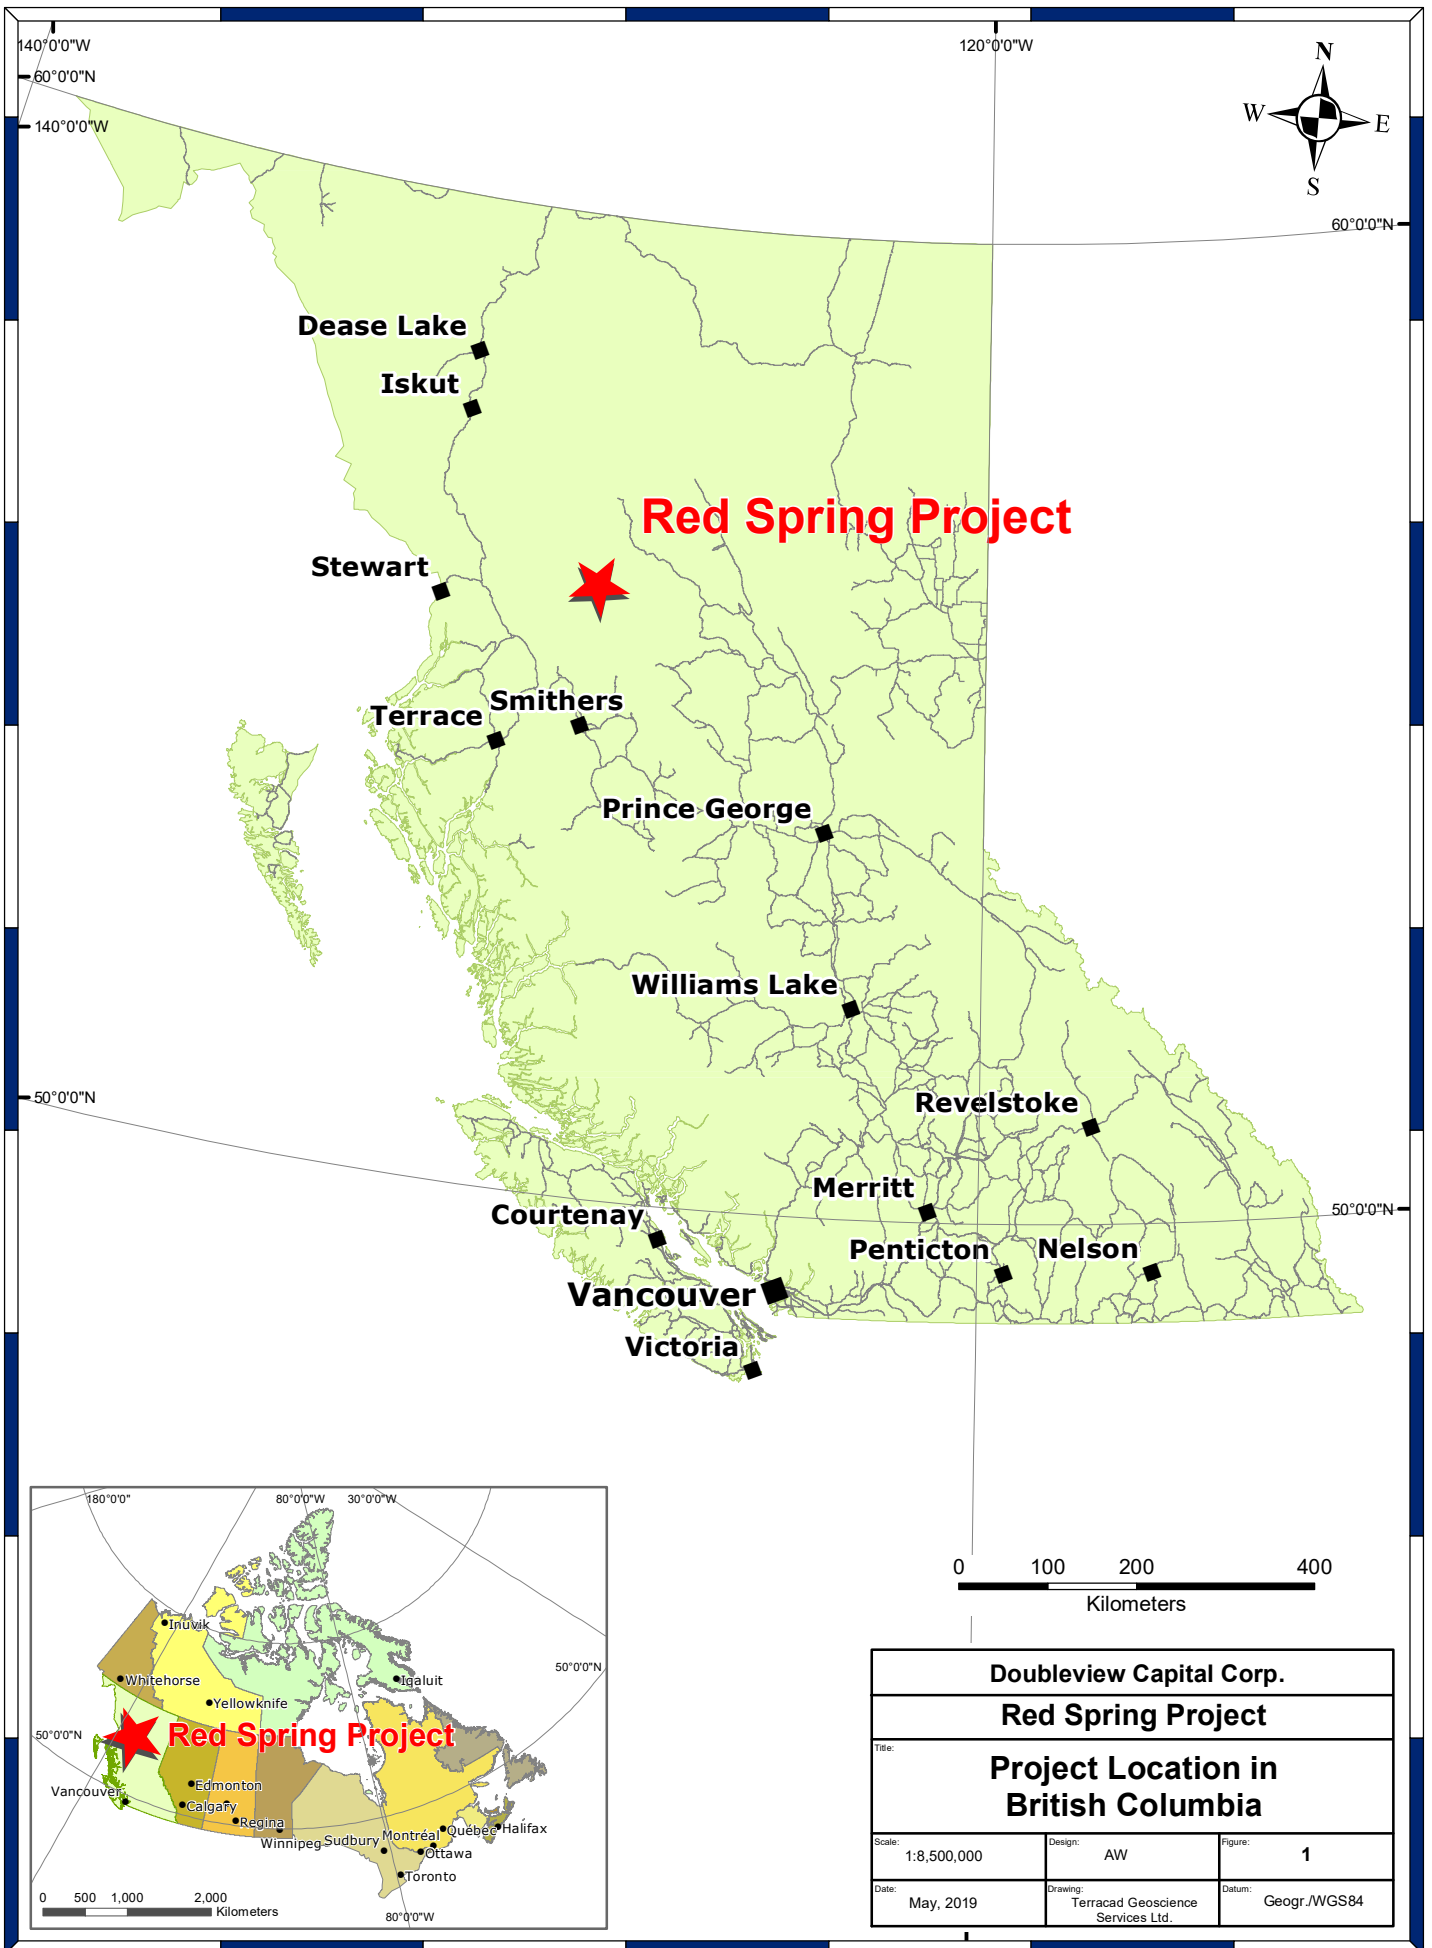 140°0'0"W
120°0'0"W
60°0'0"N
140°0'0"W
N
W
E
S
60°0'0"N
Dease Lake
Iskut
Red Spring Project
Stewart
Smithers
Terrace
Prince George
Williams Lake
50°0'0"N
Revelstoke
Merritt
50°0'0"N
Courtenay
Penticton
Nelson
Vancouver
Victoria
180°0'0"
80°0'0"W
30°0'0"W
Inuvik
50°0'0"N
Whitehorse
Iqaluit
Yellowknife
50°0'0"N
Red Spring Project
Edmonton
Vancouver
Calgary
Regina
Winnipeg
Sudbury
Montréal
Québec
Halifax
Ottawa
Toronto
0 500 1,000 2,000
Kilometers
80°0'0"W
0 100 200 400
Kilometers
Doubleview Capital Corp.
Red Spring Project
Title:
Project Location in
British Columbia
Scale:
1:8,500,000
Design:
AW
Figure:
1
Date:
May, 2019
Drawing:
Terracad Geoscience
Services Ltd.
Datum:
Geogr./WGS84